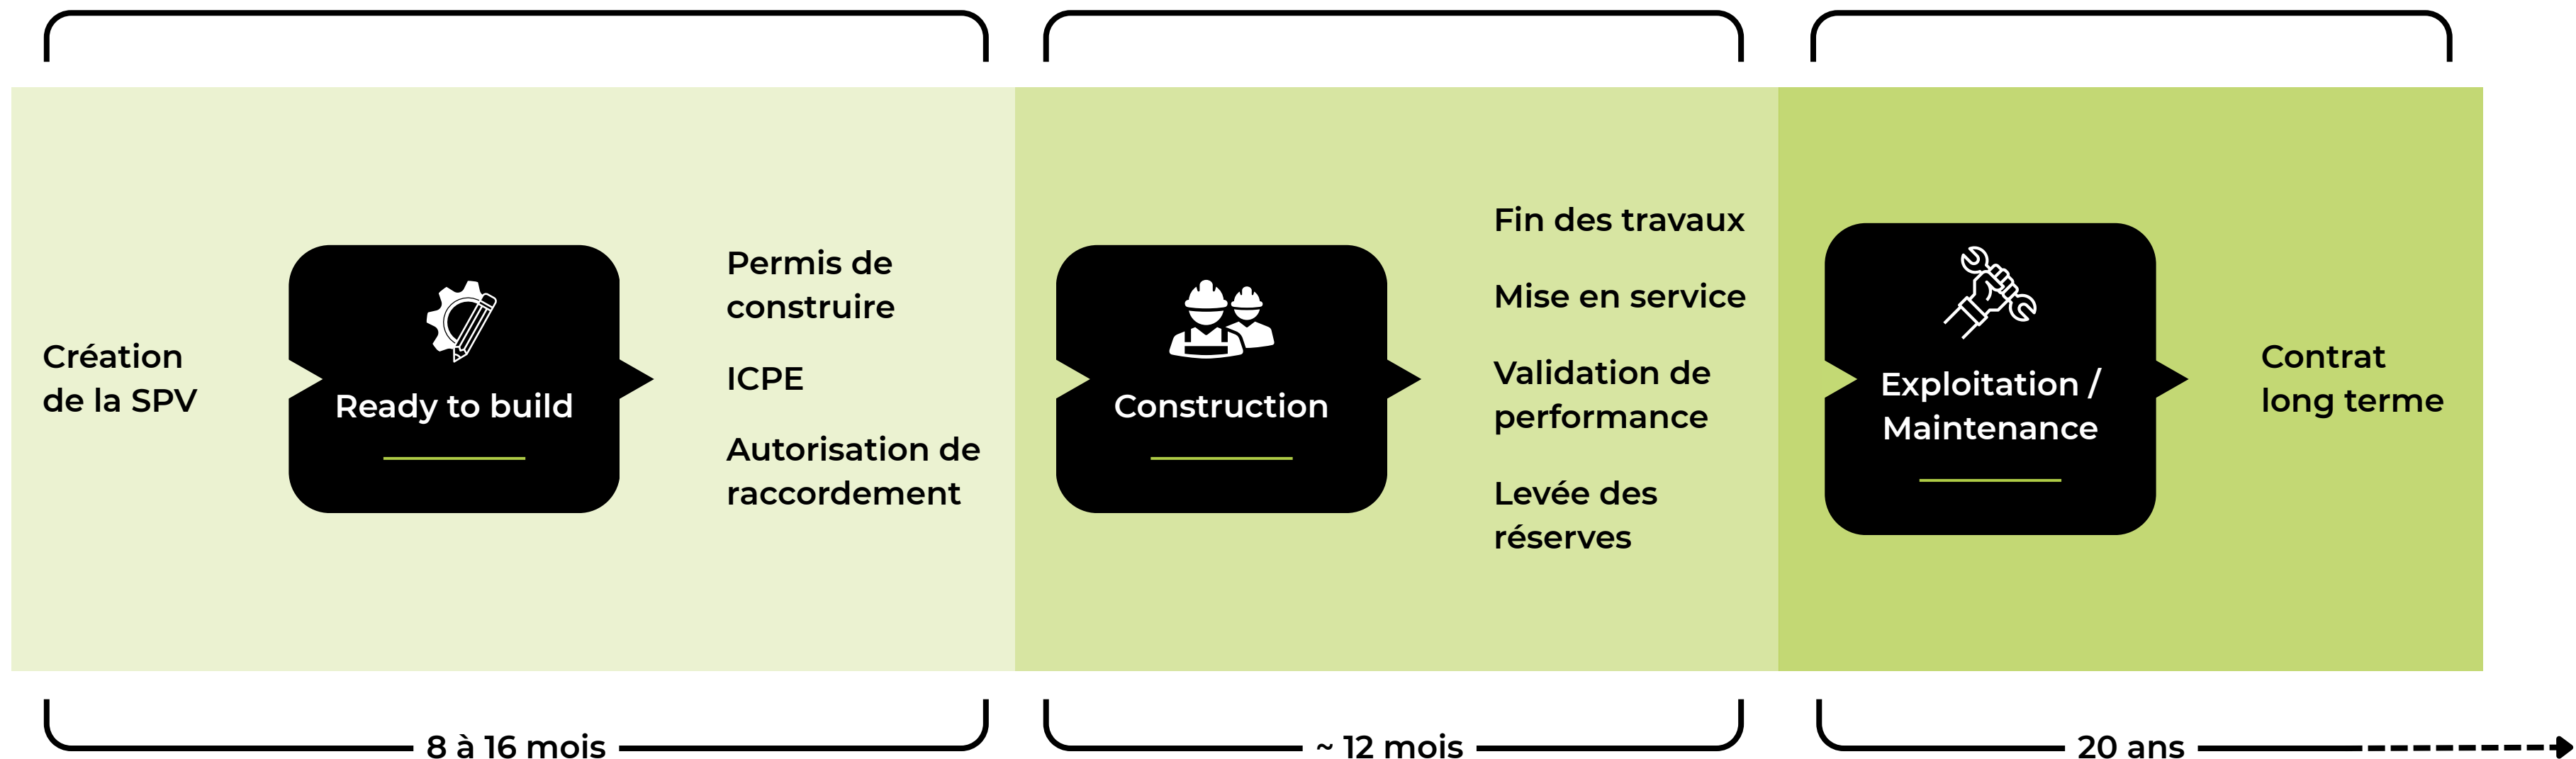 Création
de la SPV
Ready to build
Permis de
construire
ICPE
Autorisation de
raccordement
Construction
Fin des travaux
Mise en service
Validation de
performance
Levée des
réserves
Exploitation /
Maintenance
Contrat
long terme
8 à 16 mois
~ 12 mois
20 ans